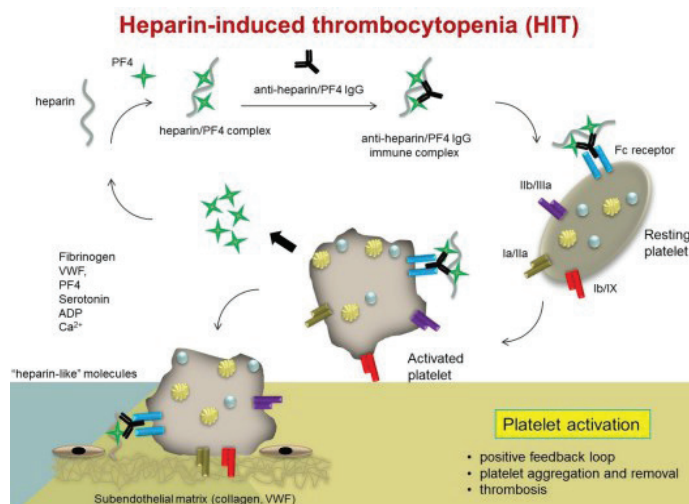 Heparin-induced thrombocytopenia (HIT)
PF4
heparin
heparin/PF4 complex
anti-heparin/PF4 IgG
anti-heparin/PF4 IgG
immune complex
Fc receptor
IIb/IIIa
Resting
platelet
Ia/IIa
Ib/IX
Fibrinogen
VWF,
PF4
Serotonin
ADP
Ca²⁺
Activated
platelet
"heparin-like" molecules
Subendothelial matrix (collagen, VWF)
Platelet activation
• positive feedback loop
• platelet aggregation and removal
• thrombosis